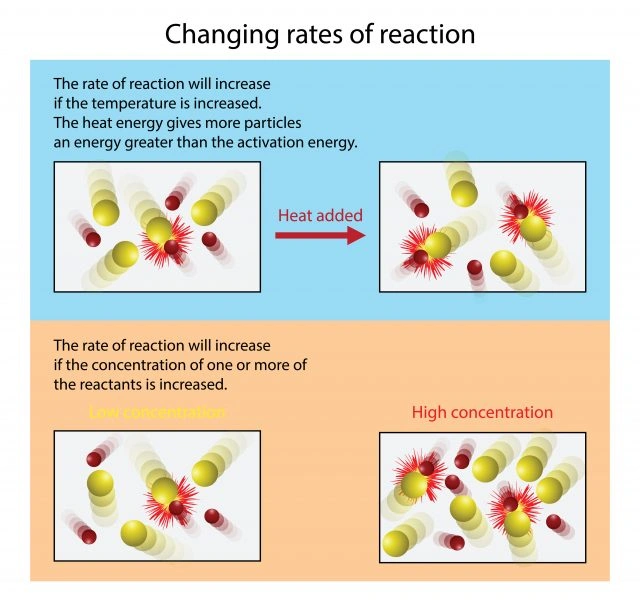 Changing rates of reaction
The rate of reaction will increase
if the temperature is increased.
The heat energy gives more particles
an energy greater than the activation energy.
Heat added
The rate of reaction will increase
if the concentration of one or more of
the reactants is increased.
Low concentration
High concentration